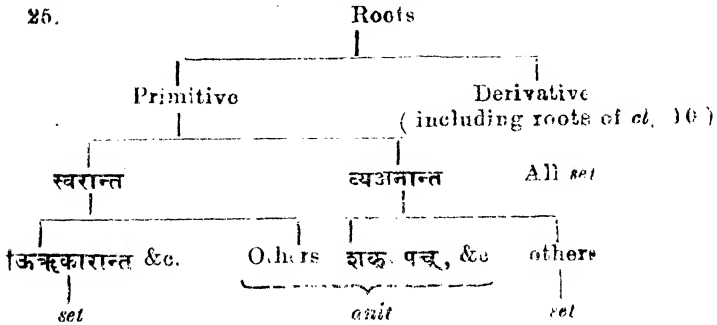 25. Roots
Primitive Derivative
( including roots of cl. 10 )
स्वरान्त व्यञ्जनान्त All set
ऊॠकारान्त &c. Others शक्, पच्, &c others
set anit set